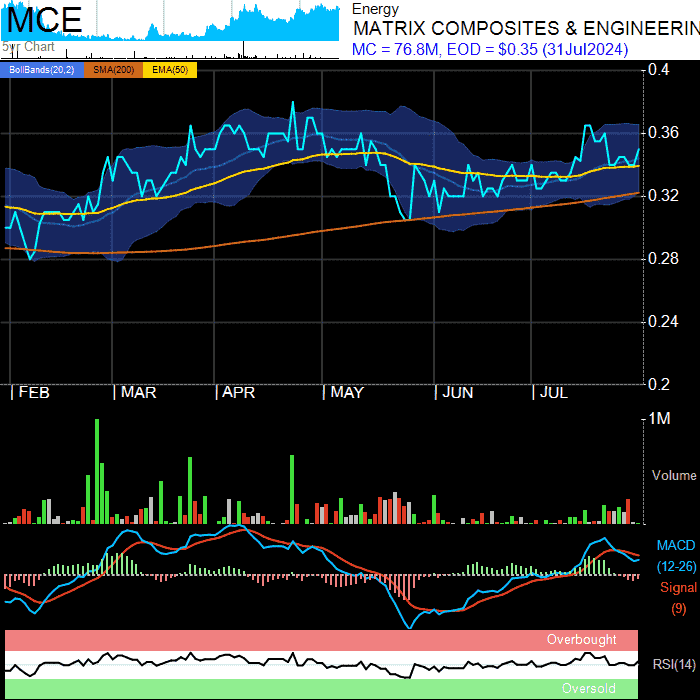 MCE
5yr Chart
Energy
MATRIX COMPOSITES & ENGINEERIN
MC = 76.8M, EOD = $0.35 (31Jul2024)
BollBands(20,2) SMA(200) EMA(50)
0.4
0.36
0.32
0.28
0.24
0.2
FEB MAR APR MAY JUN JUL
1M
Volume
MACD
(12-26)
Signal
(9)
Overbought
RSI(14)
Oversold